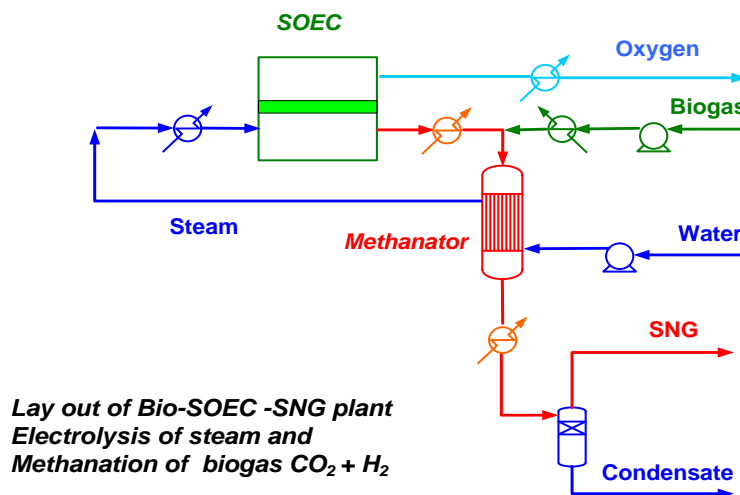 SOEC
Oxygen
Biogas
Steam
Methanator
Water
SNG
Lay out of Bio-SOEC -SNG plant
Electrolysis of steam and
Methanation of biogas CO₂ + H₂
Condensate